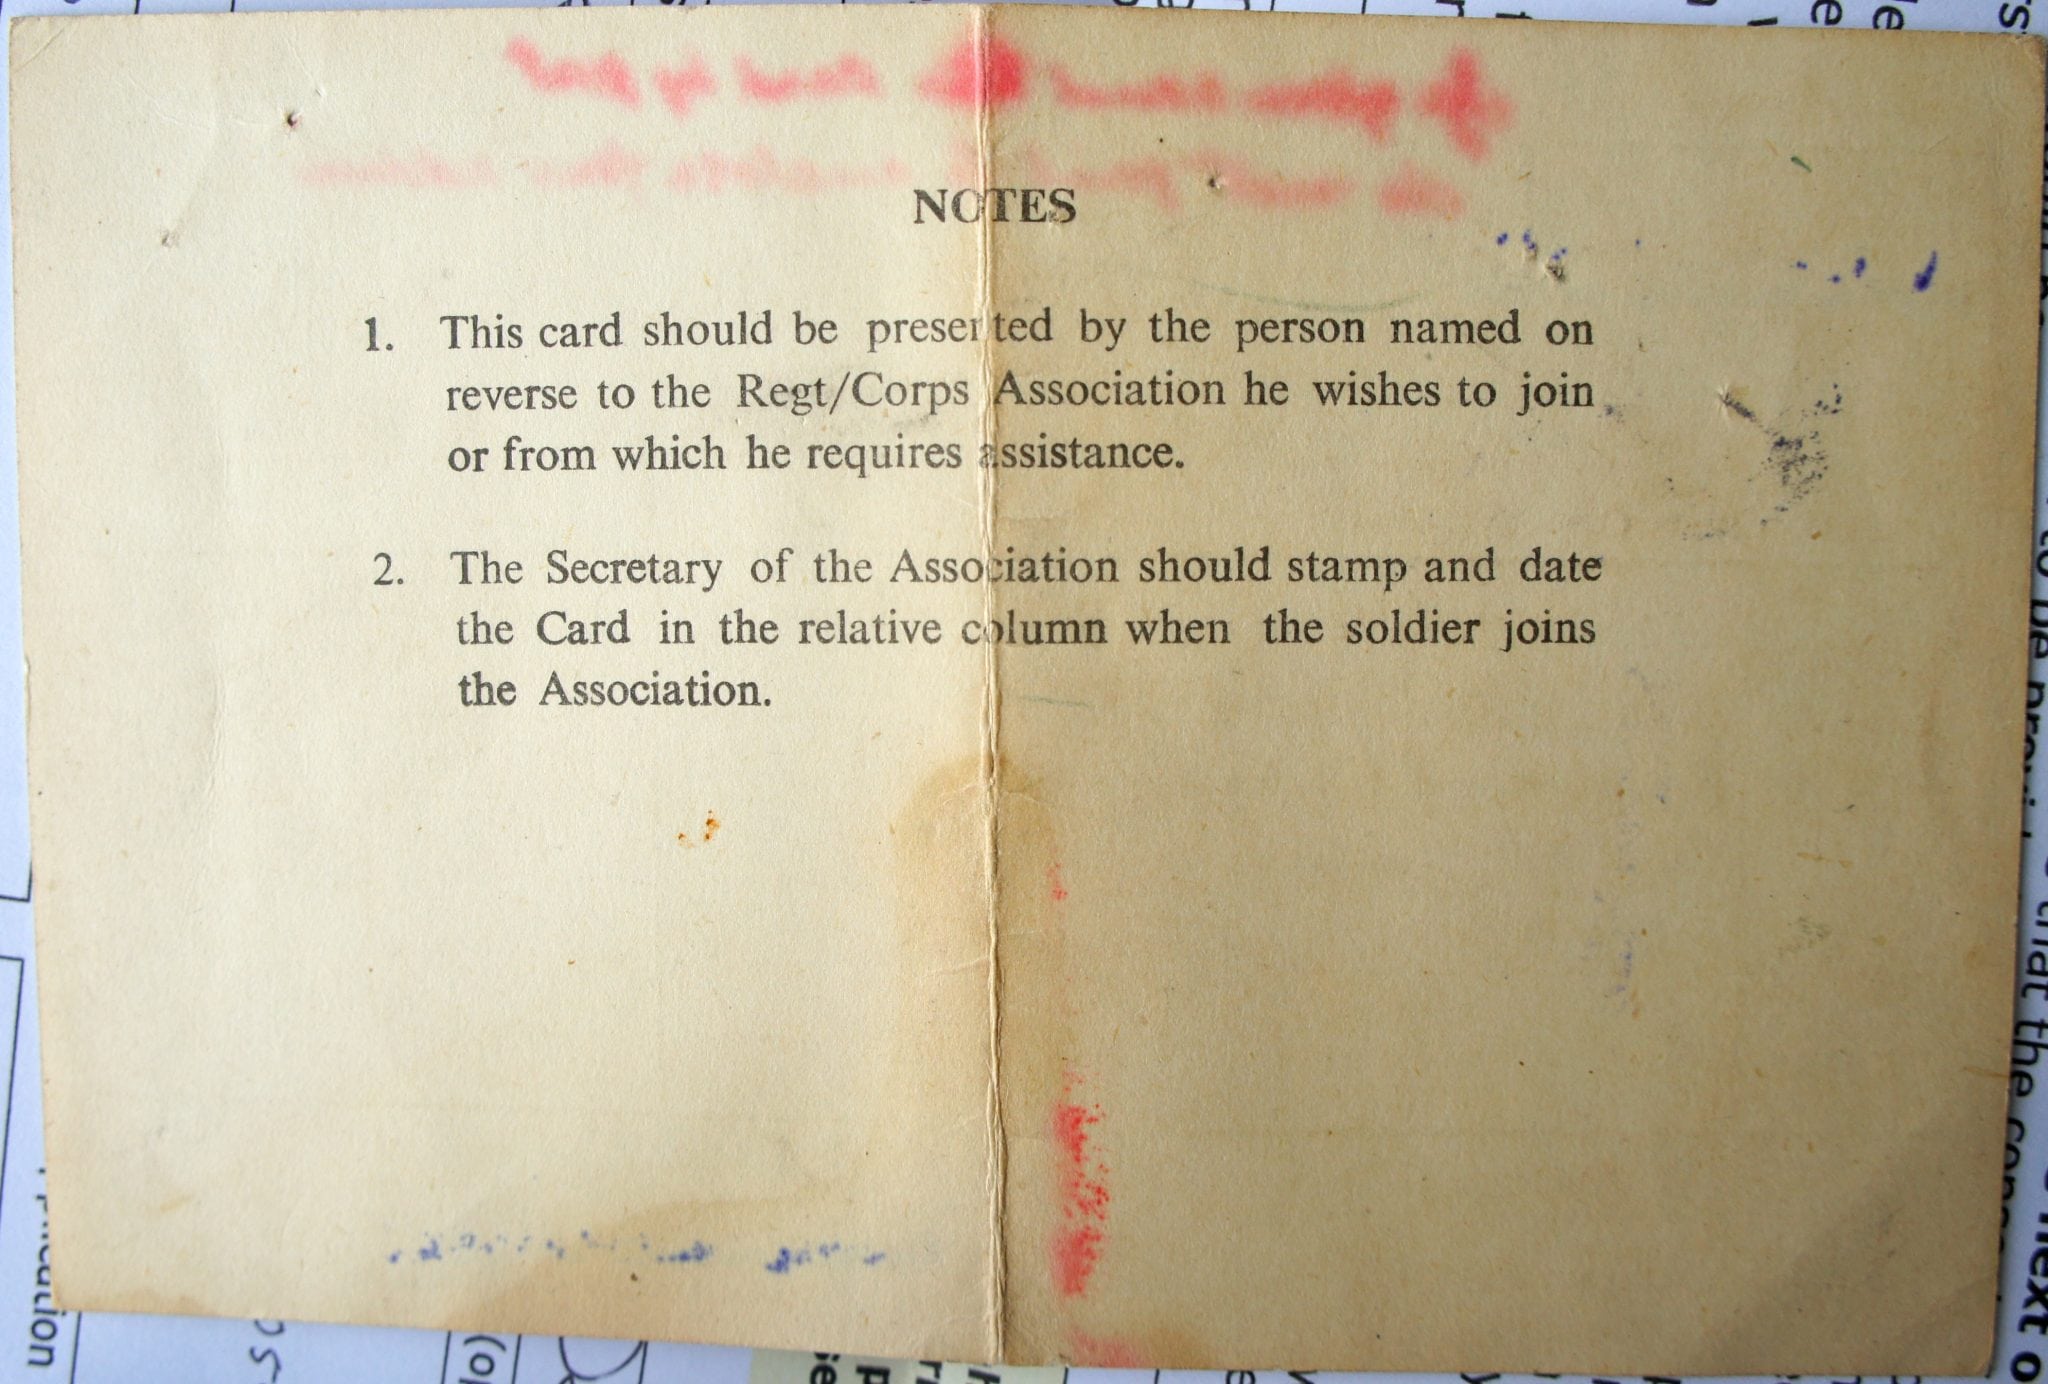 NOTES
1. This card should be presented by the person named on
reverse to the Regt/Corps Association he wishes to join
or from which he requires assistance.
2. The Secretary of the Association should stamp and date
the Card in the relative column when the soldier joins
the Association.